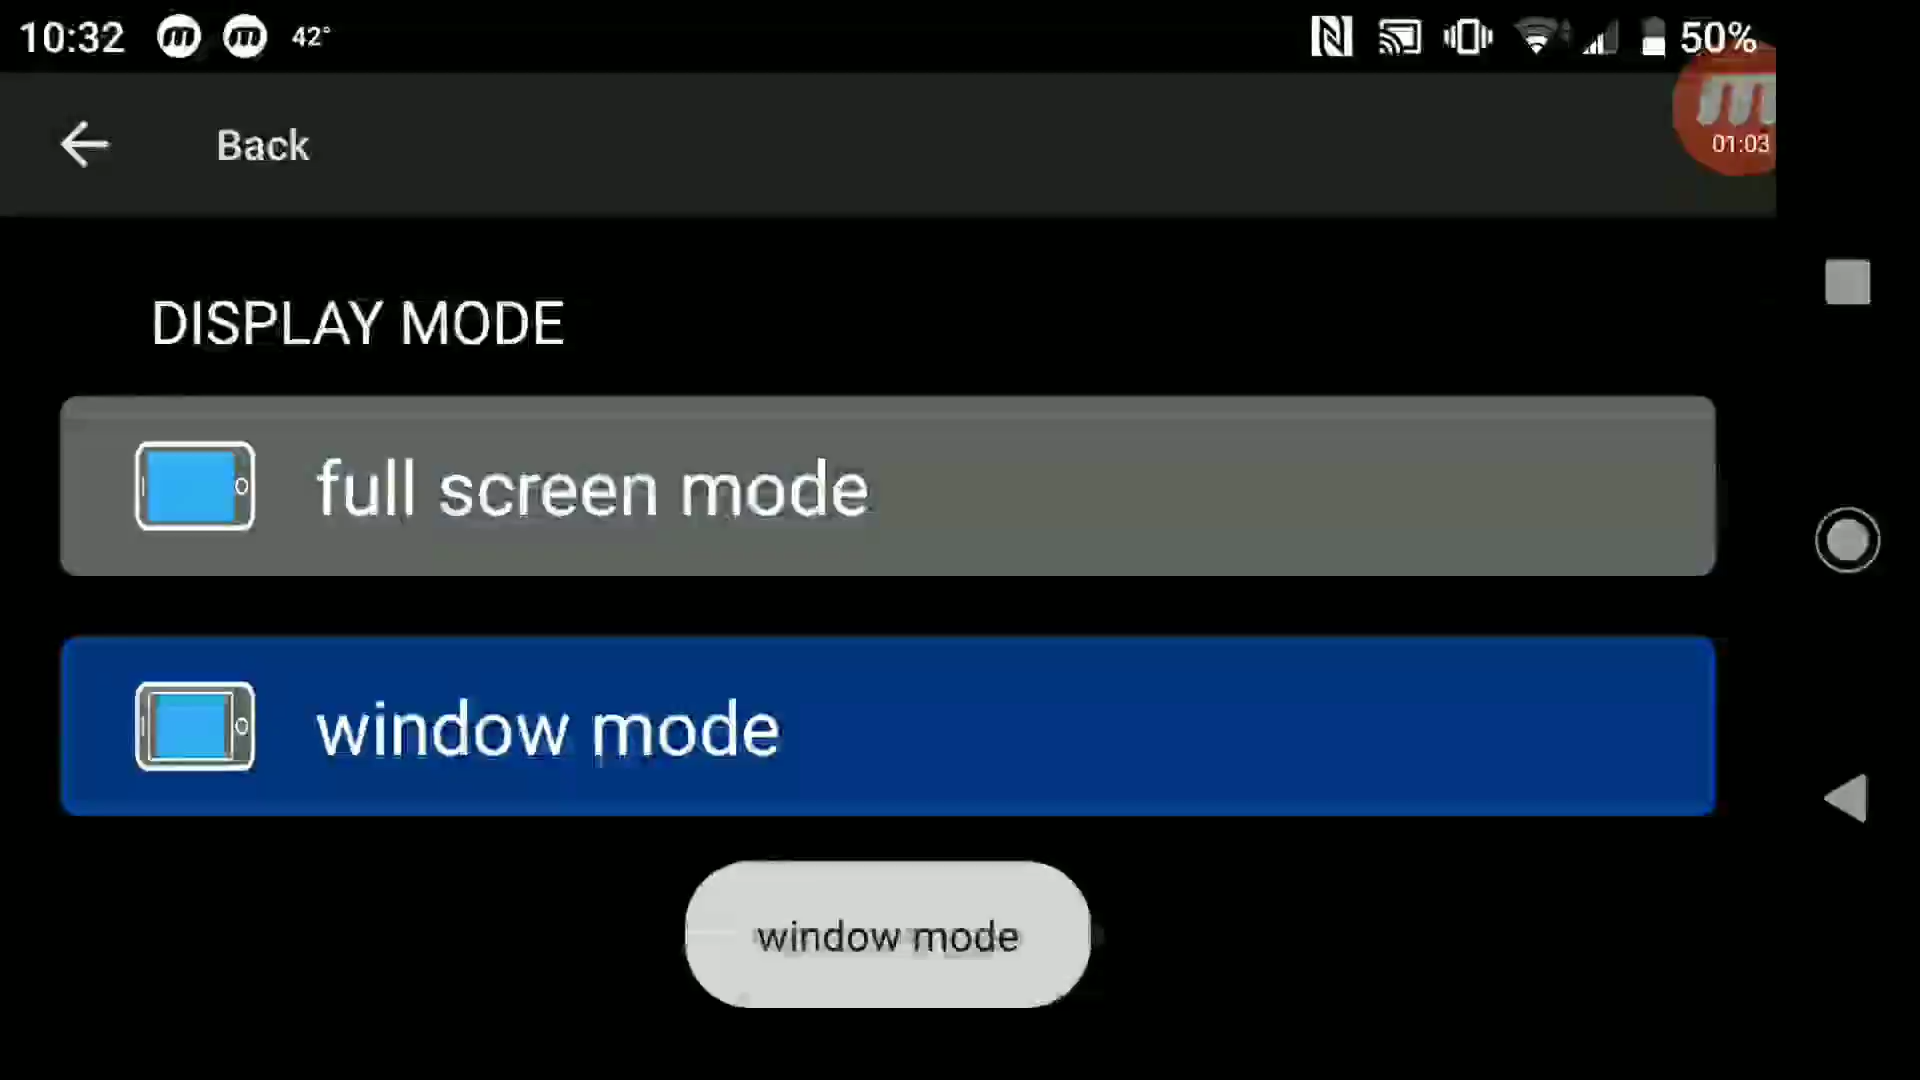 10:32 m m 42° 50%
Back
m
01:03
DISPLAY MODE
full screen mode
window mode
window mode